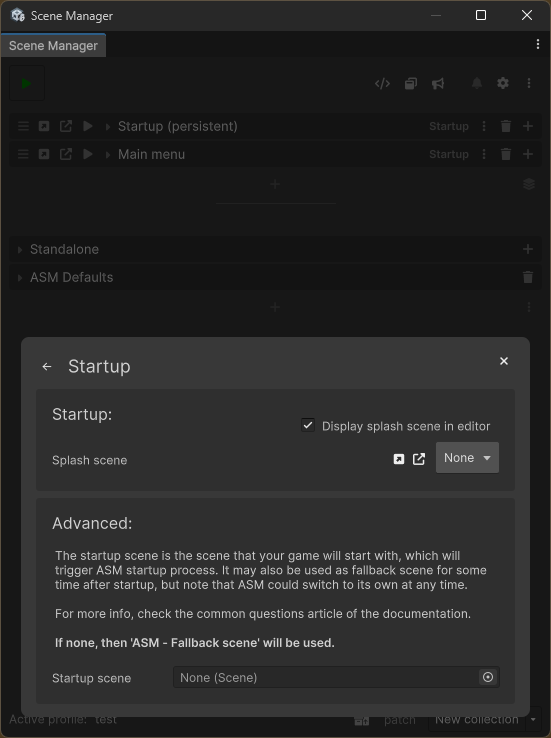 Scene Manager
Scene Manager
Startup (persistent)
Startup
Main menu
Startup
Standalone
ASM Defaults
Startup
Startup:
Display splash scene in editor
Splash scene
None
Advanced:
The startup scene is the scene that your game will start with, which will
trigger ASM startup process. It may also be used as fallback scene for some
time after startup, but note that ASM could switch to its own at any time.
For more info, check the common questions article of the documentation.
If none, then 'ASM - Fallback scene' will be used.
Startup scene
None (Scene)
Active profile: test
patch
New collection